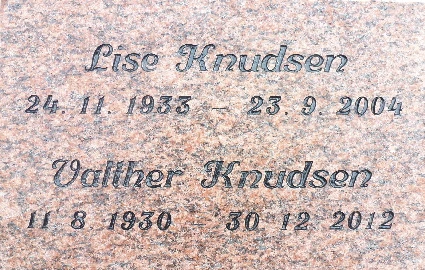 Lise Knudsen
24. 11. 1933 – 23. 9. 2004
Valther Knudsen
11 8. 1930 – 30 12 2012